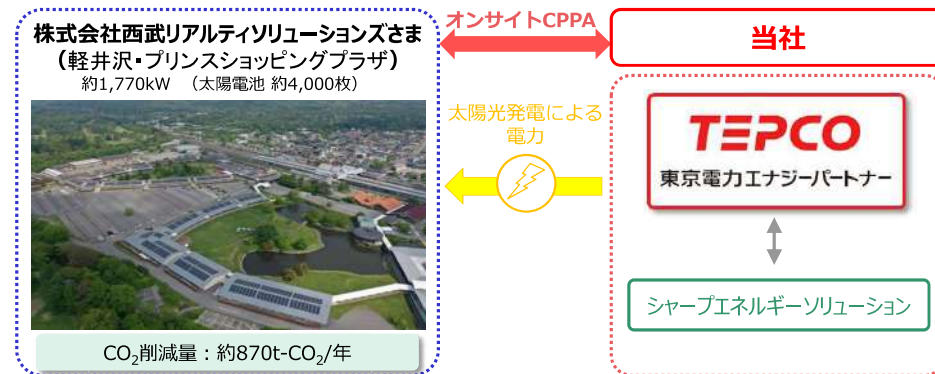 株式会社西武リアルティソリューションズさま
（軽井沢・プリンスショッピングプラザ）
約1,770kW （太陽電池 約4,000枚）
CO₂削減量：約870t-CO₂/年
オンサイトCPPA
太陽光発電による
電力
当社
TEPCO
東京電力エナジーパートナー
シャープエネルギーソリューション